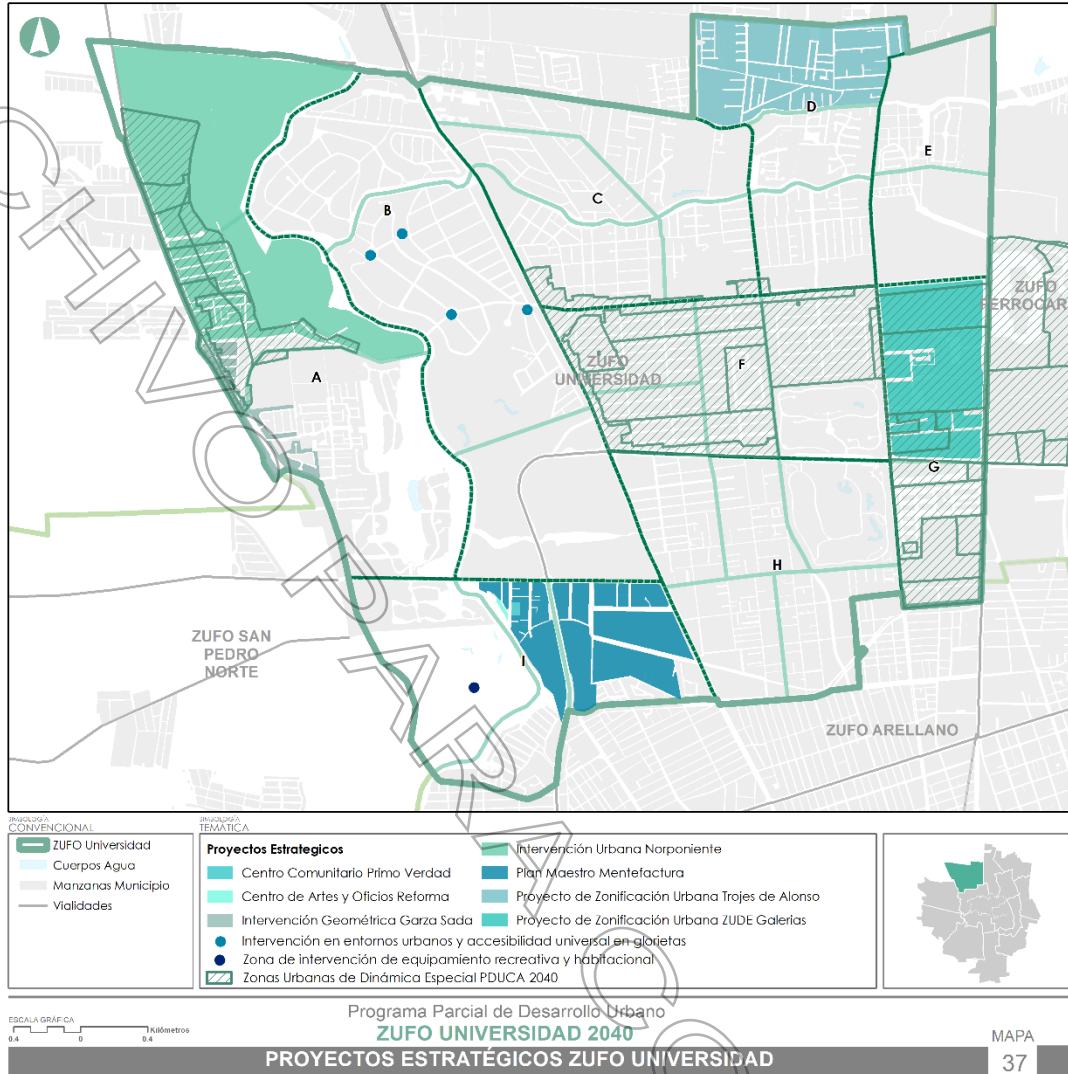 D
E
B
C
ZUFO
FERROCAR
ZUFO
UNIVERSIDAD
F
A
G
H
ZUFO SAN
PEDRO
NORTE
I
ZUFO ARELLANO
CHIVO PARA CO
SIMBOLOGÍA
CONVENCIONAL
ZUFO Universidad
Cuerpos Agua
Manzanas Municipio
Vialidades
SIMBOLOGÍA
TEMÁTICA
Proyectos Estrategicos
Centro Comunitario Primo Verdad
Centro de Artes y Oficios Reforma
Intervención Geométrica Garza Sada
Intervención Urbana Norponiente
Plan Maestro Mentefactura
Proyecto de Zonificación Urbana Trojes de Alonso
Proyecto de Zonificación Urbana ZUDE Galerias
Intervención en entornos urbanos y accesibilidad universal en glorietas
Zona de intervención de equipamiento recreativa y habitacional
Zonas Urbanas de Dinámica Especial PDUCA 2040
ESCALA GRÁFICA
0.4 0 0.4 Kilómetros
Programa Parcial de Desarrollo Urbano
ZUFO UNIVERSIDAD 2040
PROYECTOS ESTRATÉGICOS ZUFO UNIVERSIDAD
MAPA
37